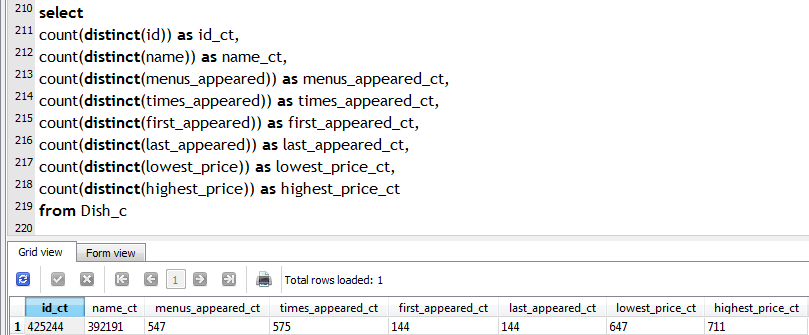 210 select
211 count(distinct(id)) as id_ct,
212 count(distinct(name)) as name_ct,
213 count(distinct(menus_appeared)) as menus_appeared_ct,
214 count(distinct(times_appeared)) as times_appeared_ct,
215 count(distinct(first_appeared)) as first_appeared_ct,
216 count(distinct(last_appeared)) as last_appeared_ct,
217 count(distinct(lowest_price)) as lowest_price_ct,
218 count(distinct(highest_price)) as highest_price_ct
219 from Dish_c
220
Grid view Form view
1 Total rows loaded: 1
id_ct name_ct menus_appeared_ct times_appeared_ct first_appeared_ct last_appeared_ct lowest_price_ct highest_price_ct
1 425244 392191 547 575 144 144 647 711